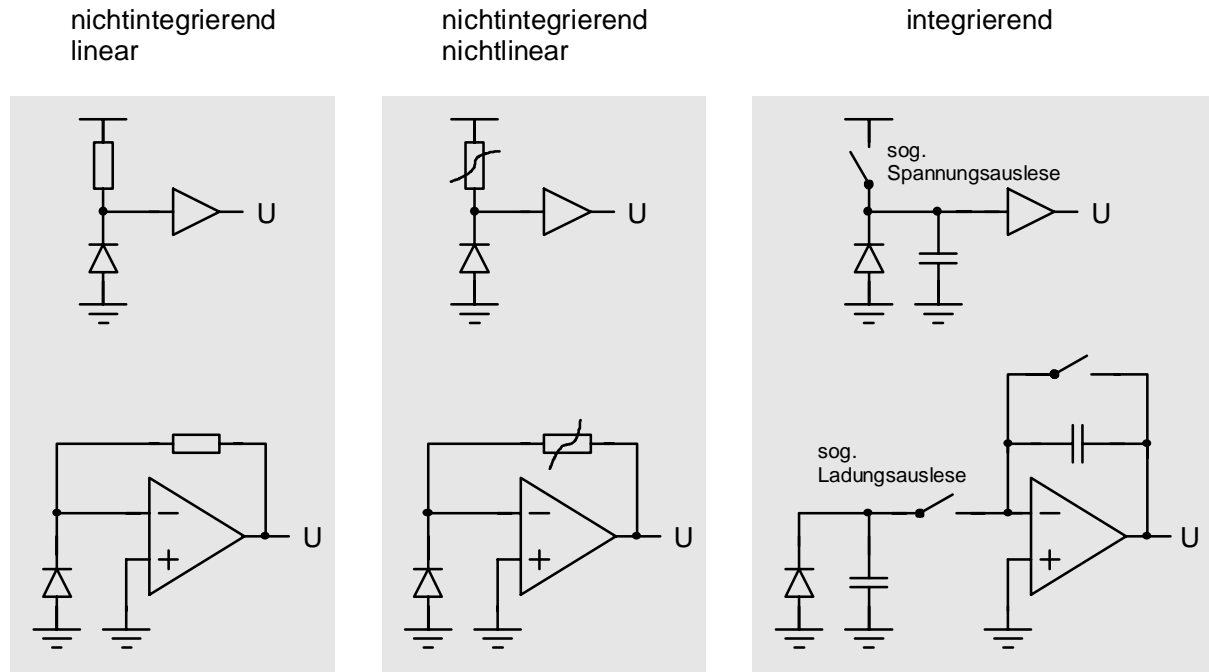 nichtintegrierend
linear
nichtintegrierend
nichtlinear
integrierend
U
U
sog.
Spannungsauslese
U
−
+
U
−
+
U
sog.
Ladungsauslese
−
+
U